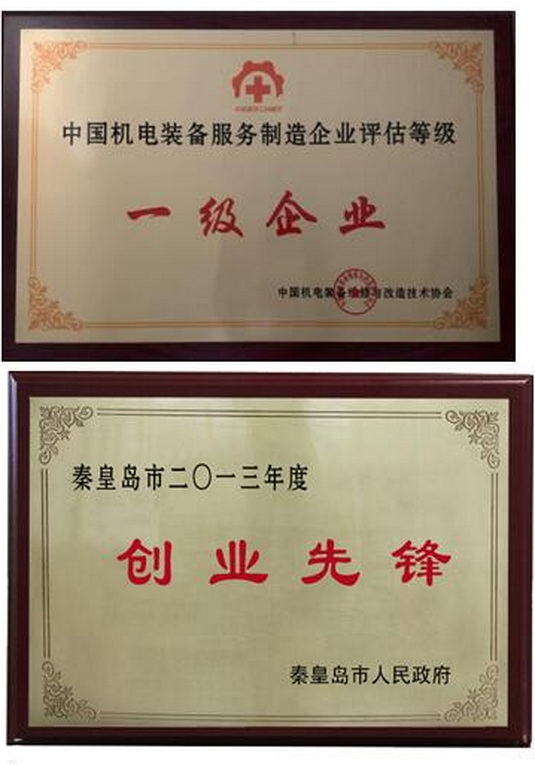 中国机电装备服务制造企业评估等级
一级企业
中国机电装备维修与改造技术协会
秦皇岛市二〇一三年度
创业先锋
秦皇岛市人民政府